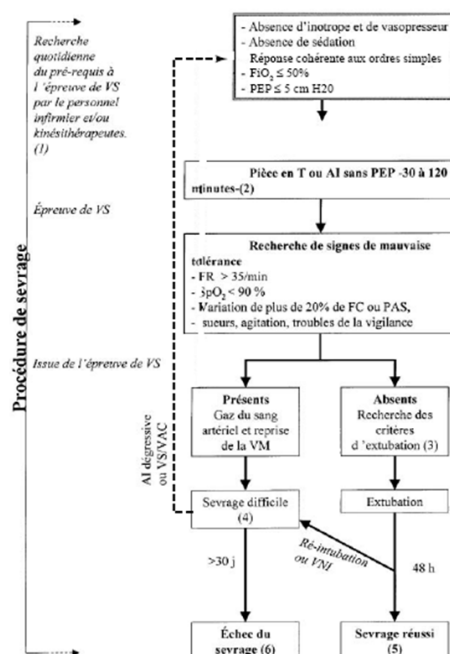 Procédure de sevrage
Recherche
quotidienne
du pré-requis à
l 'épreuve de VS
par le personnel
infirmier et/ou
kinésithérapeutes.
(1)
- Absence d'inotrope et de vasopresseur
- Absence de sédation
Réponse cohérente aux ordres simples
- FiO2 ≤ 50%
- PEP ≤ 5 cm H20
Épreuve de VS
Pièce en T ou AI sans PEP -30 à 120
minutes-(2)
Recherche de signes de mauvaise
tolérance
- FR > 35/min
- SpO2 < 90 %
- Variation de plus de 20% de FC ou PAS,
- sueurs, agitation, troubles de la vigilance
Issue de l'épreuve de VS
Présents
Gaz du sang
artériel et reprise
de la VM
Absents
Recherche des
critères
d 'extubation (3)
AI dégressive
ou VS/VAC
Sevrage difficile
(4)
Extubation
Ré-intubation
ou VNI
>30 j
48 h
Échec du
sevrage (6)
Sevrage réussi
(5)